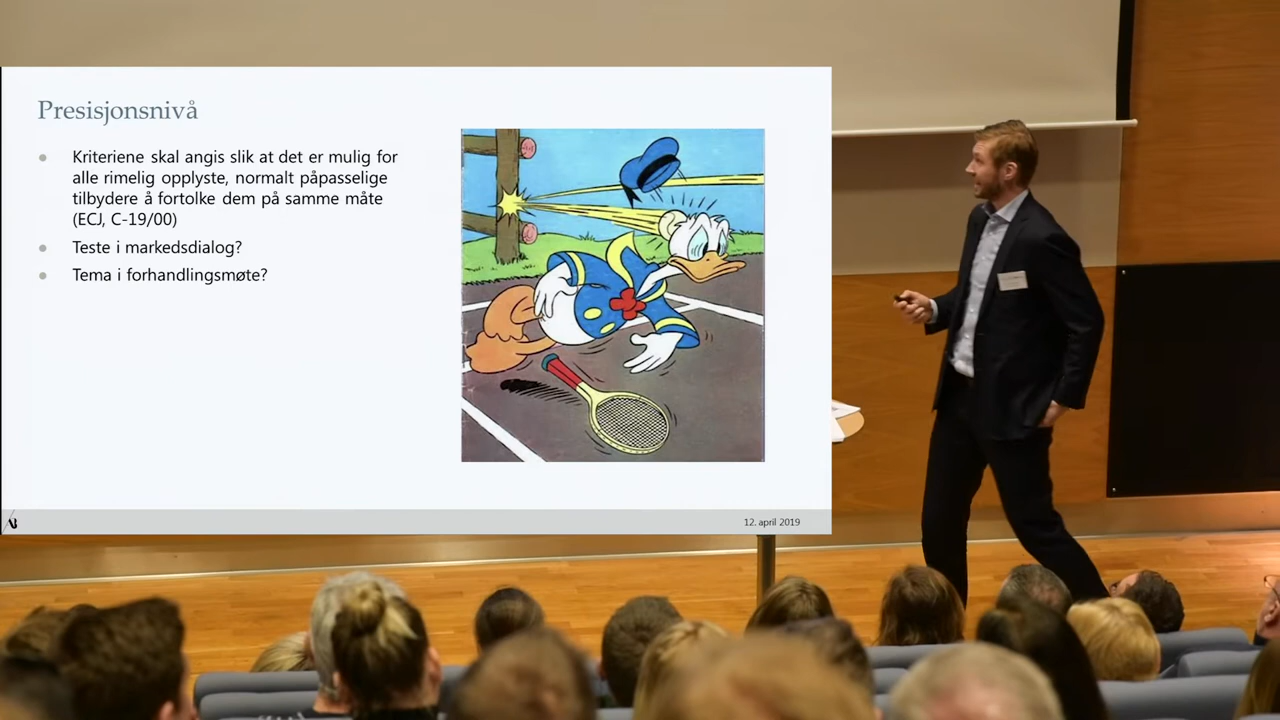 Presisjonsnivå
Kriteriene skal angis slik at det er mulig for
alle rimelig opplyste, normalt påpasselige
tilbydere å fortolke dem på samme måte
(ECJ, C-19/00)
Teste i markedsdialog?
Tema i forhandlingsmøte?
12. april 2019